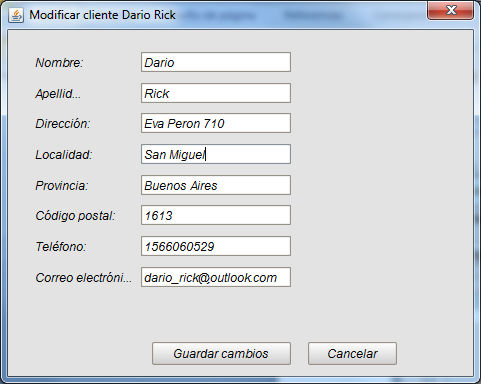 Modificar cliente Dario Rick
Nombre: Dario
Apellid... Rick
Dirección: Eva Peron 710
Localidad: San Miguel
Provincia: Buenos Aires
Código postal: 1613
Teléfono: 1566060529
Correo electróni... dario_rick@outlook.com
Guardar cambios Cancelar